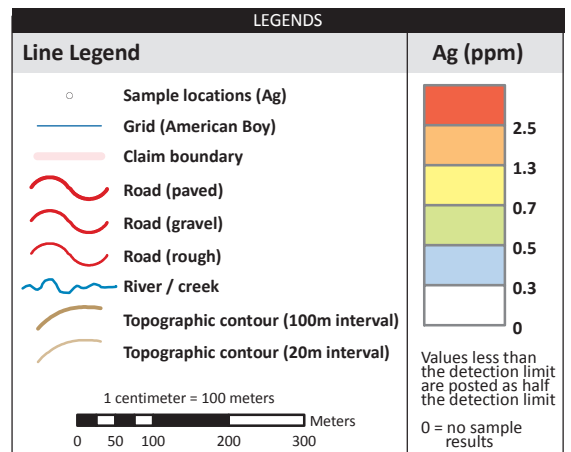 LEGENDS
Line Legend
Sample locations (Ag)
Grid (American Boy)
Claim boundary
Road (paved)
Road (gravel)
Road (rough)
River / creek
Topographic contour (100m interval)
Topographic contour (20m interval)
1 centimeter = 100 meters
Meters
0 50 100 200 300
Ag (ppm)
2.5
1.3
0.7
0.5
0.3
0
Values less than
the detection limit
are posted as half
the detection limit
0 = no sample
results